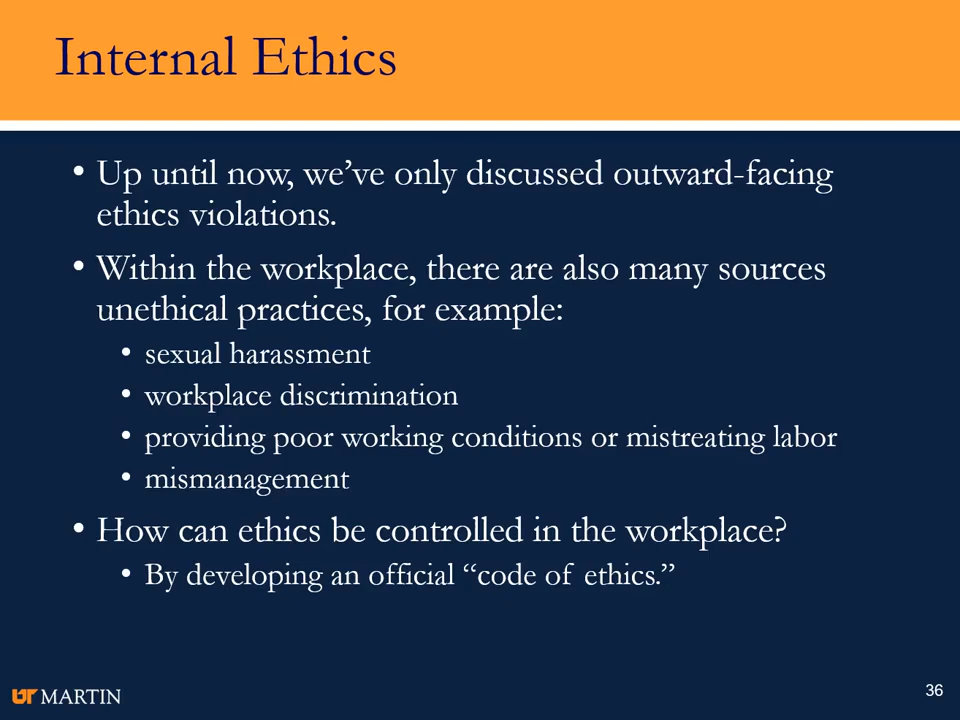 Internal Ethics
• Up until now, we’ve only discussed outward-facing
ethics violations.
• Within the workplace, there are also many sources
unethical practices, for example:
• sexual harassment
• workplace discrimination
• providing poor working conditions or mistreating labor
• mismanagement
• How can ethics be controlled in the workplace?
• By developing an official “code of ethics.”
UT MARTIN
36